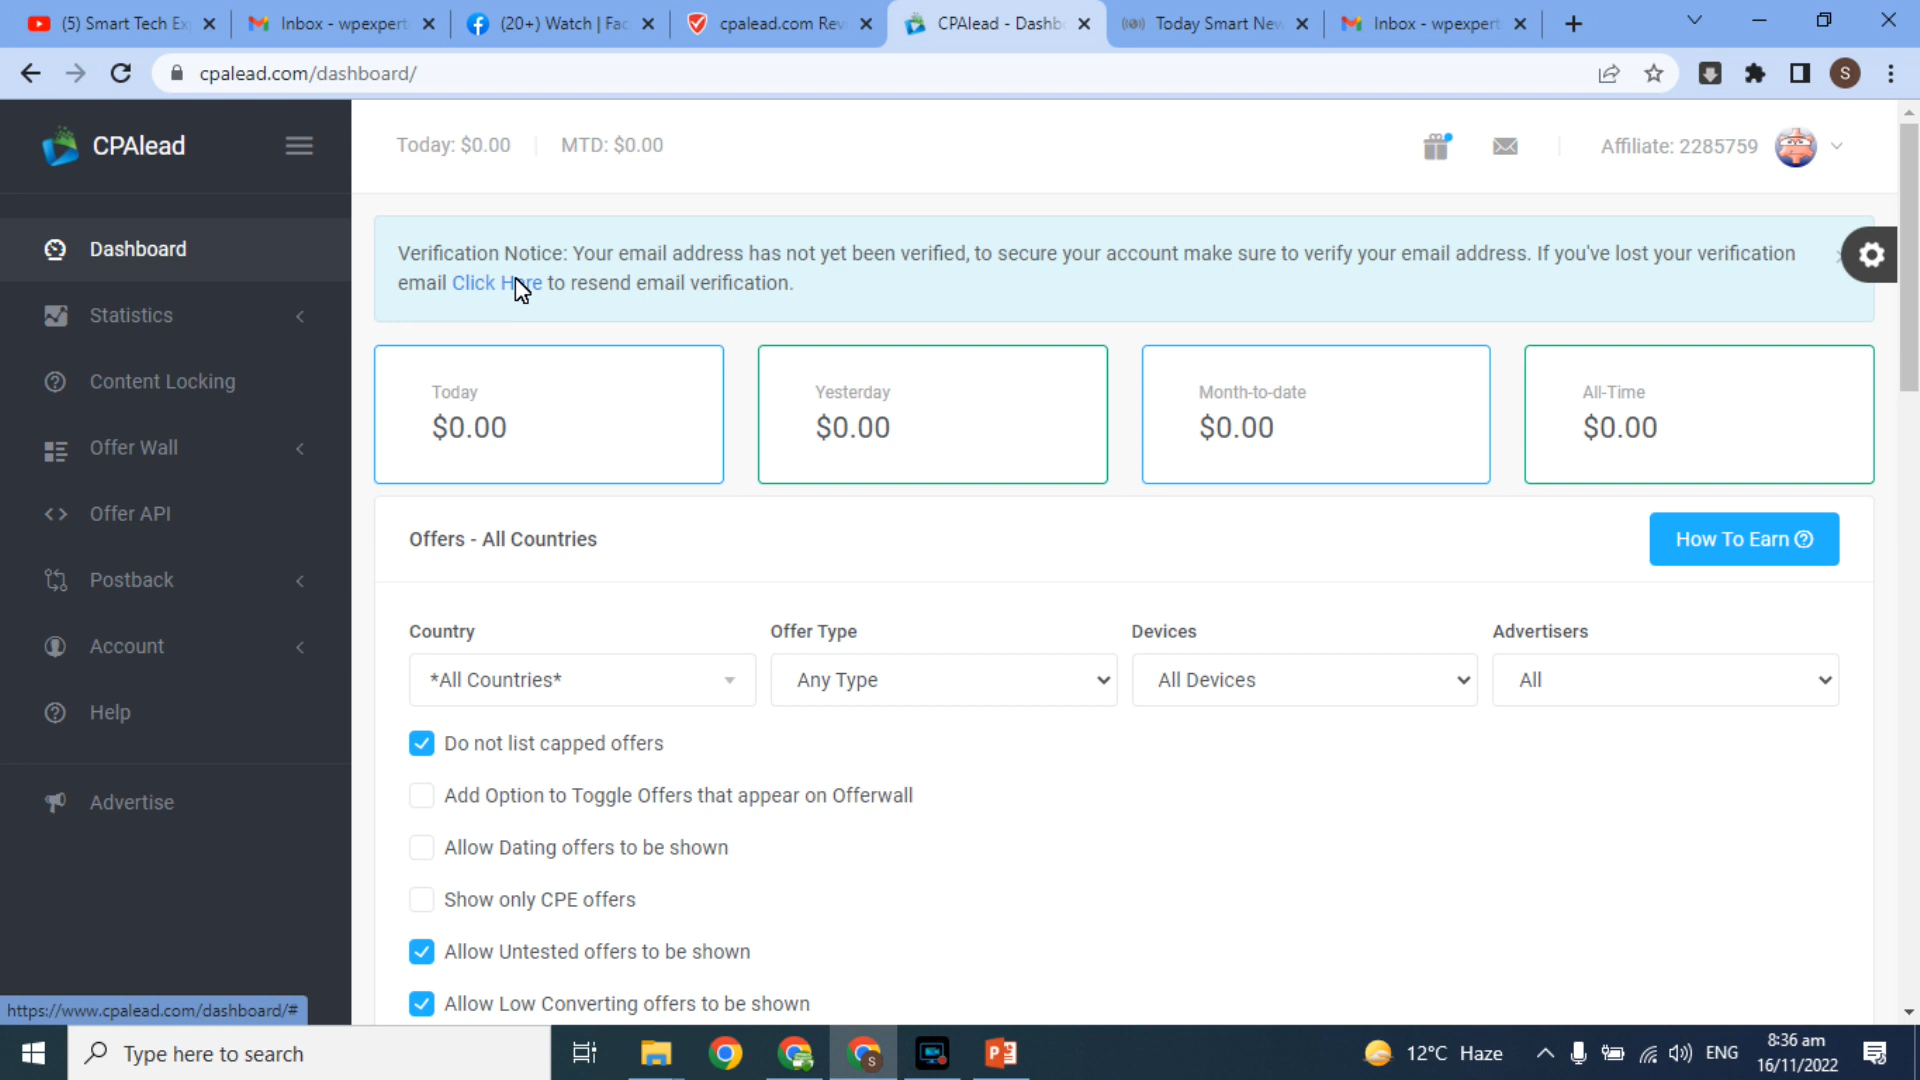 (5) Smart Tech Ex
Inbox - wpexpert
(20+) Watch | Fac
cpalead.com Rev
CPAlead - Dashb
Today Smart New
Inbox - wpexpert
cpalead.com/dashboard/
S
CPAlead
Today: $0.00
MTD: $0.00
Affiliate: 2285759
Dashboard
Statistics
Content Locking
Offer Wall
Offer API
Postback
Account
Help
Advertise
Verification Notice: Your email address has not yet been verified, to secure your account make sure to verify your email address. If you've lost your verification
email Click Here to resend email verification.
Today
$0.00
Yesterday
$0.00
Month-to-date
$0.00
All-Time
$0.00
Offers - All Countries
How To Earn
Country
Offer Type
Devices
Advertisers
*All Countries*
Any Type
All Devices
All
Do not list capped offers
Add Option to Toggle Offers that appear on Offerwall
Allow Dating offers to be shown
Show only CPE offers
Allow Untested offers to be shown
Allow Low Converting offers to be shown
https://www.cpalead.com/dashboard/#
Type here to search
12°C Haze
ENG
8:36 am
16/11/2022